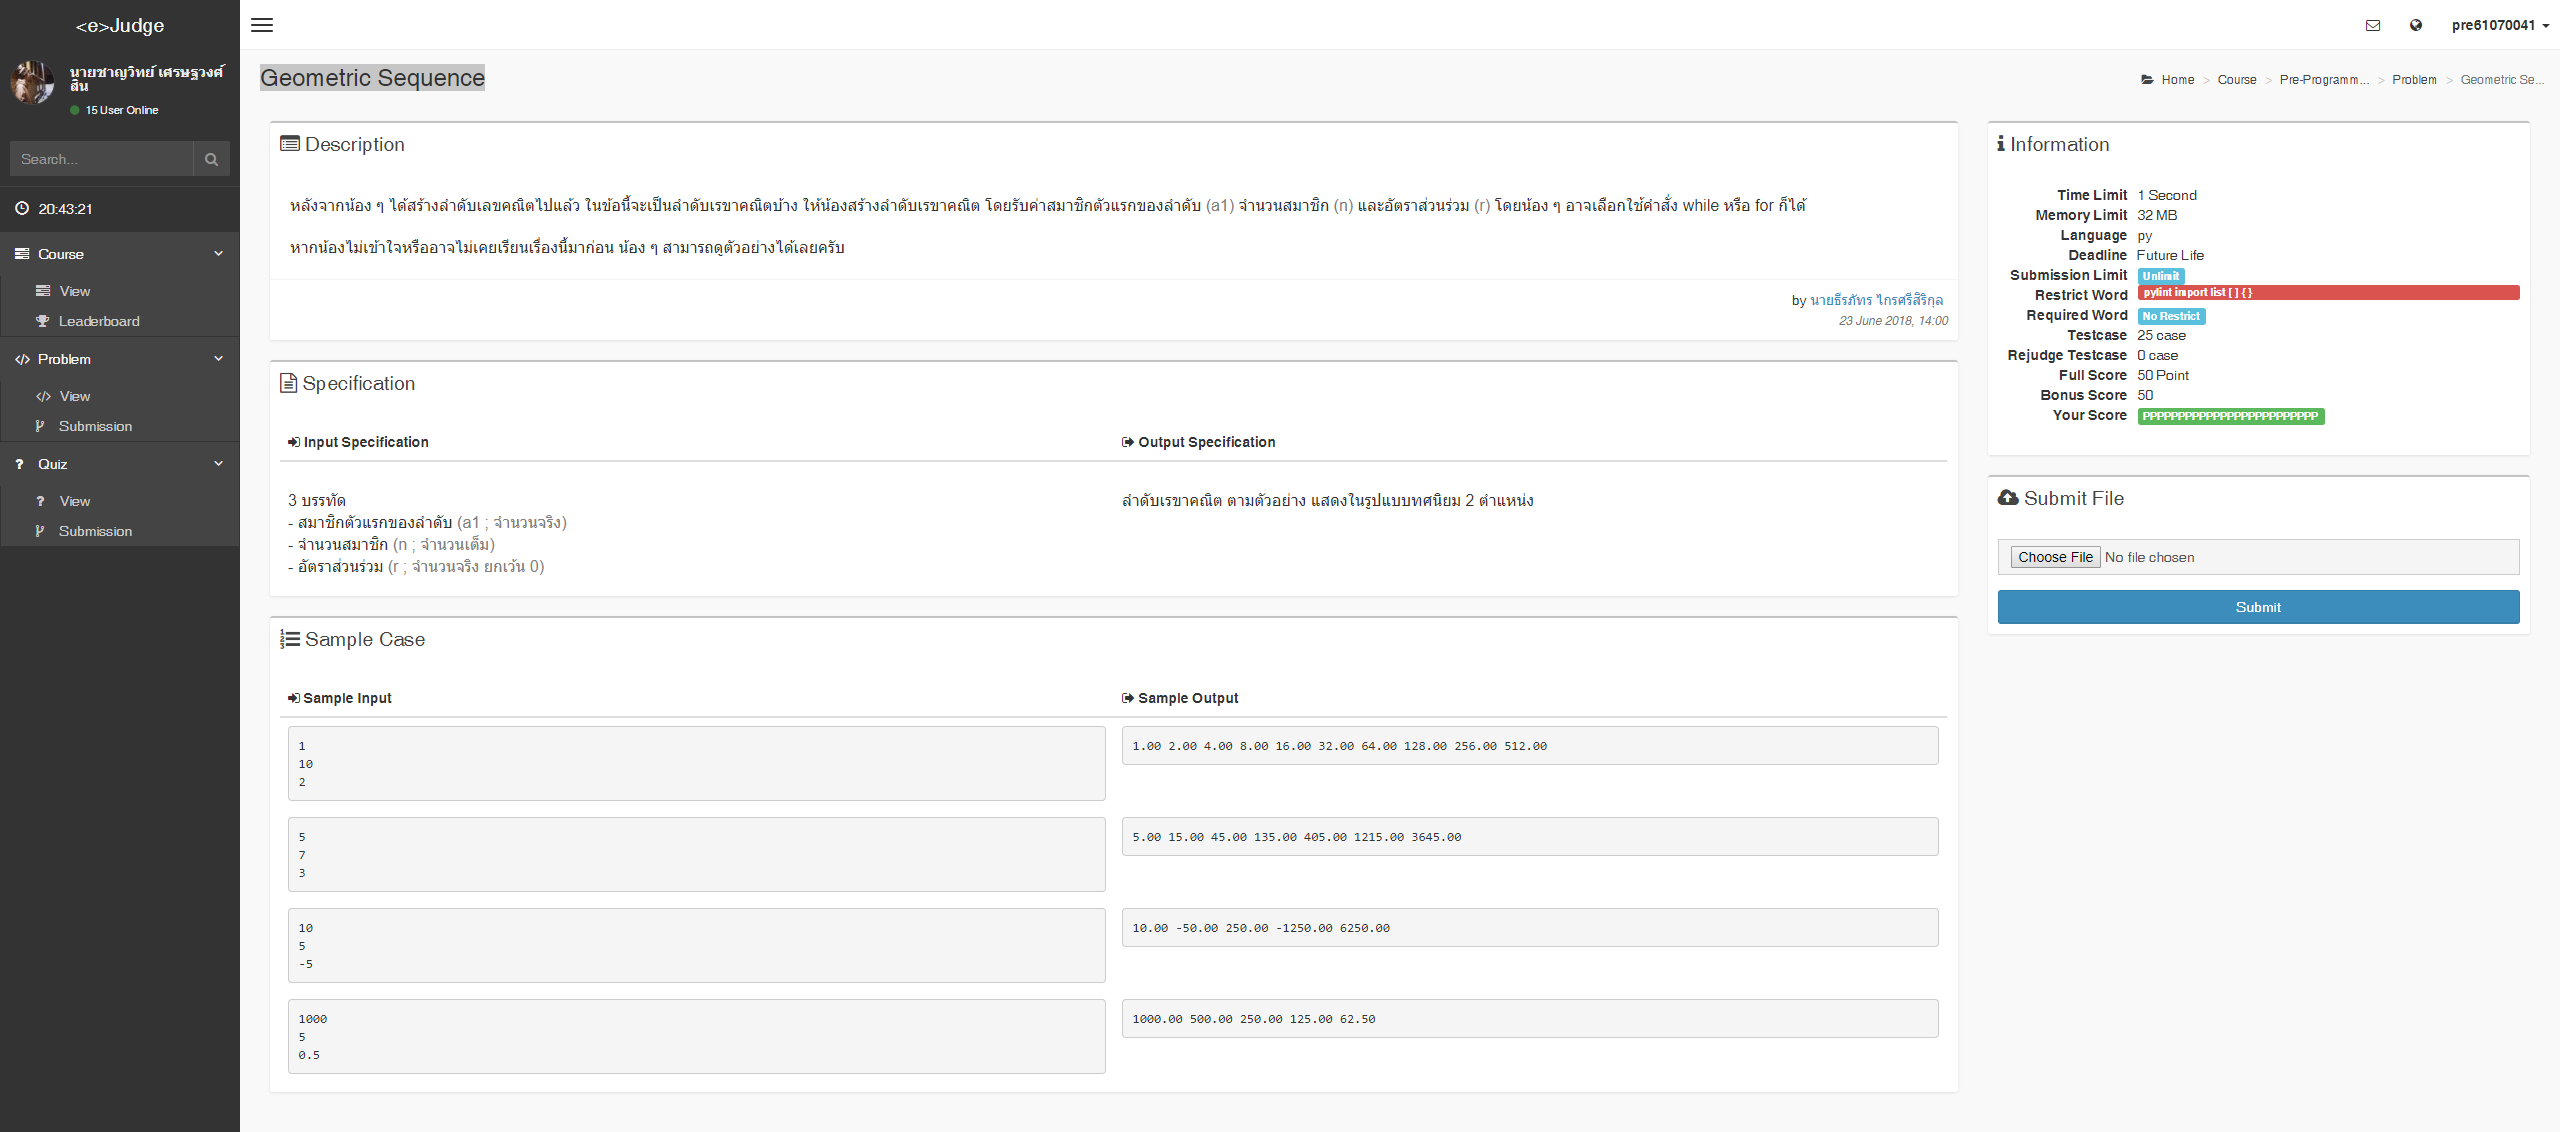 <e>Judge
pre61070041
นายชาญวิทย์ เศรษฐวงศ์
สิน
15 User Online
Search...
20:43:21
Course
View
Leaderboard
Problem
View
Submission
Quiz
View
Submission
Geometric Sequence
Home > Course > Pre-Programm... > Problem > Geometric Se...
Description
หลังจากน้อง ๆ ได้สร้างลำดับเลขคณิตไปแล้ว ในข้อนี้จะเป็นลำดับเรขาคณิตบ้าง ให้น้องสร้างลำดับเรขาคณิต โดยรับค่าสมาชิกตัวแรกของลำดับ (a1) จำนวนสมาชิก (n) และอัตราส่วนร่วม (r) โดยน้อง ๆ อาจเลือกใช้คำสั่ง while หรือ for ก็ได้
หากน้องไม่เข้าใจหรืออาจไม่เคยเรียนเรื่องนี้มาก่อน น้อง ๆ สามารถดูตัวอย่างได้เลยครับ
by นายธีรภัทร ไกรศรีสิริกุล
23 June 2018, 14:00
Specification
Input Specification
Output Specification
3 บรรทัด
- สมาชิกตัวแรกของลำดับ (a1 ; จำนวนจริง)
- จำนวนสมาชิก (n ; จำนวนเต็ม)
- อัตราส่วนร่วม (r ; จำนวนจริง ยกเว้น 0)
ลำดับเรขาคณิต ตามตัวอย่าง แสดงในรูปแบบทศนิยม 2 ตำแหน่ง
Sample Case
Sample Input
Sample Output
1
10
2
1.00 2.00 4.00 8.00 16.00 32.00 64.00 128.00 256.00 512.00
5
7
3
5.00 15.00 45.00 135.00 405.00 1215.00 3645.00
10
5
-5
10.00 -50.00 250.00 -1250.00 6250.00
1000
5
0.5
1000.00 500.00 250.00 125.00 62.50
Information
Time Limit 1 Second
Memory Limit 32 MB
Language py
Deadline Future Life
Submission Limit Unlimit
Restrict Word pylint import list [ ] { }
Required Word No Restrict
Testcase 25 case
Rejudge Testcase 0 case
Full Score 50 Point
Bonus Score 50
Your Score PPPPPPPPPPPPPPPPPPPPPPPPP
Submit File
Choose File No file chosen
Submit